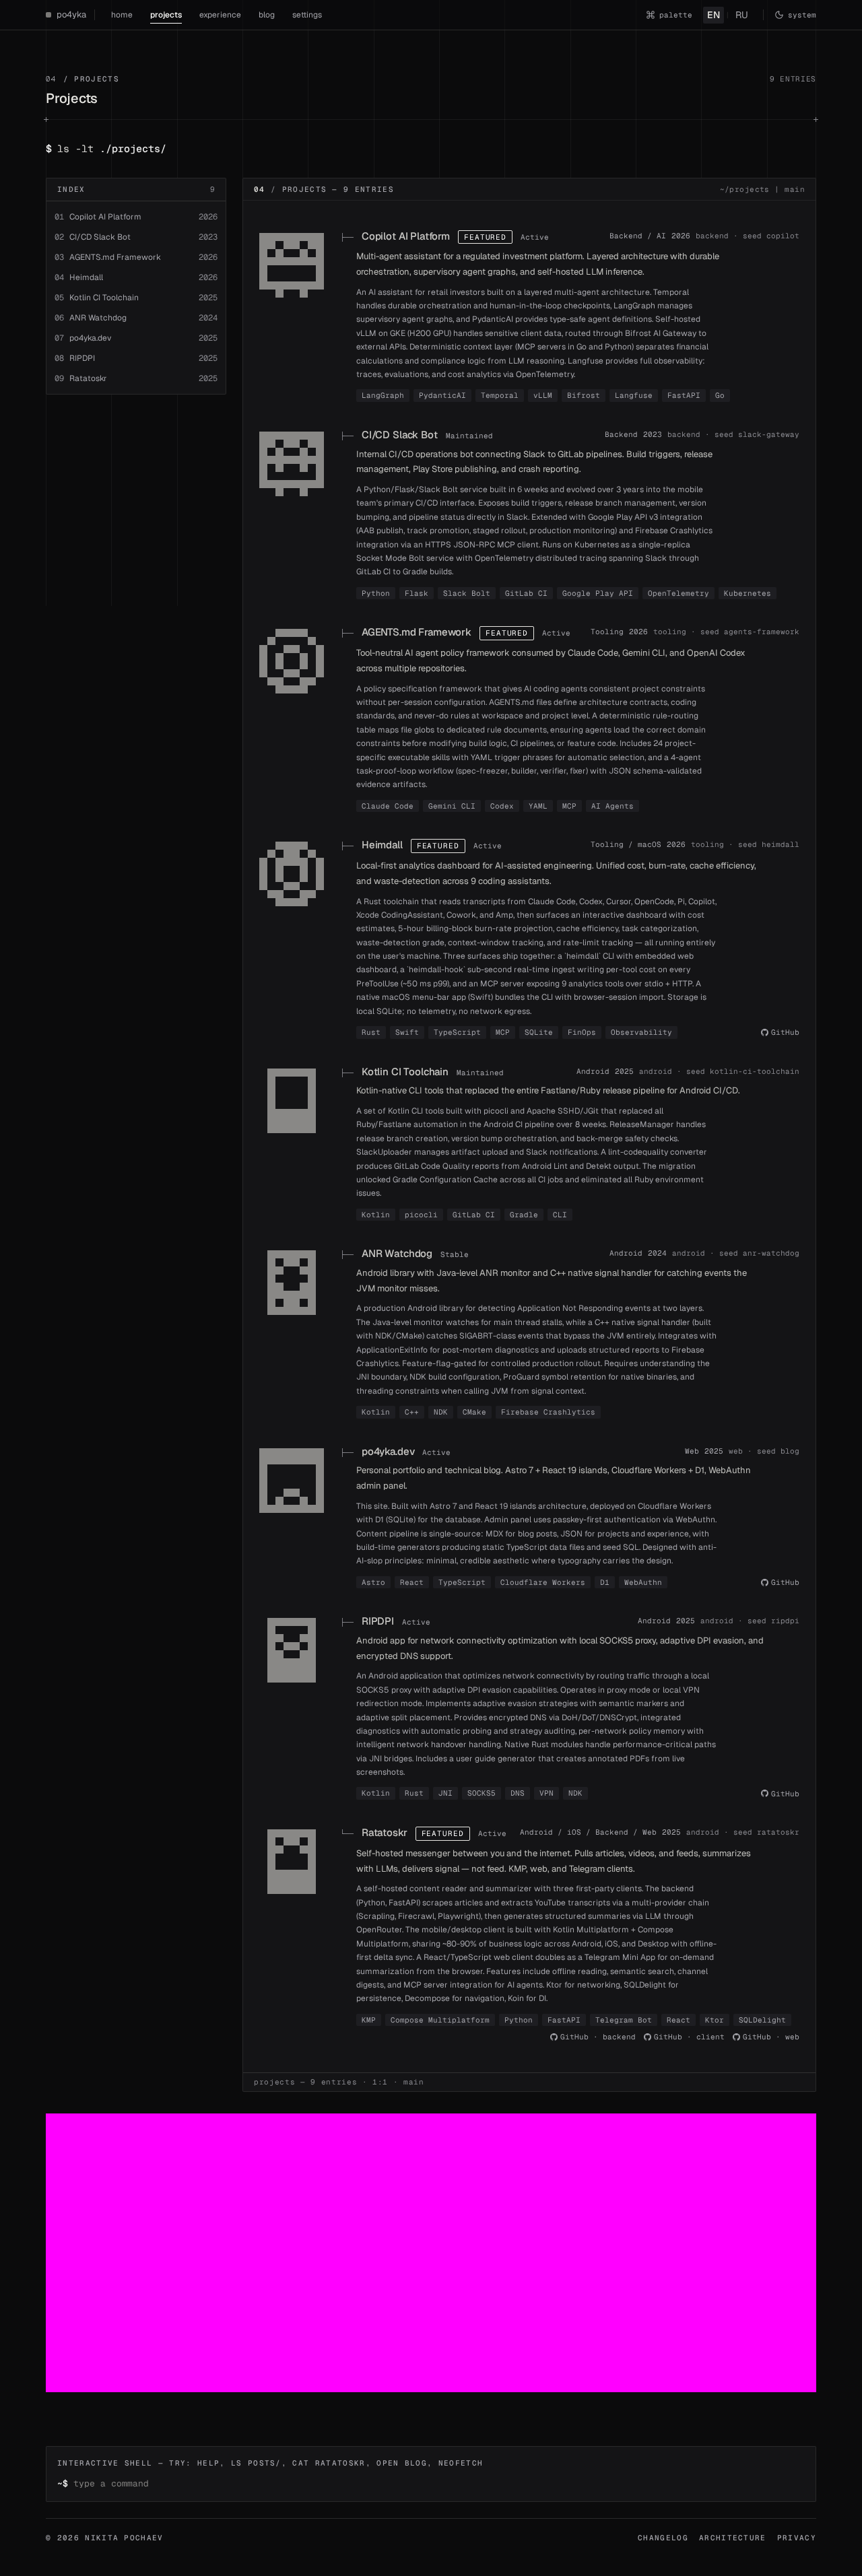 po4yka home projects experience blog settings ⌘ palette EN RU system
04 / PROJECTS 9 ENTRIES
Projects
$ ls -lt ./projects/
INDEX 9
01 Copilot AI Platform 2026
02 CI/CD Slack Bot 2023
03 AGENTS.md Framework 2026
04 Heimdall 2026
05 Kotlin CI Toolchain 2025
06 ANR Watchdog 2024
07 po4yka.dev 2025
08 RIPDPI 2025
09 Ratatoskr 2025
04 / PROJECTS — 9 ENTRIES ~/projects | main
Copilot AI Platform FEATURED Active Backend / AI 2026 backend · seed copilot
Multi-agent assistant for a regulated investment platform. Layered architecture with durable
orchestration, supervisory agent graphs, and self-hosted LLM inference.
An AI assistant for retail investors built on a layered multi-agent architecture. Temporal
handles durable orchestration and human-in-the-loop checkpoints, LangGraph manages
supervisory agent graphs, and PydanticAI provides type-safe agent definitions. Self-hosted
vLLM on GKE (H200 GPU) handles sensitive client data, routed through Bifrost AI Gateway to
external APIs. Deterministic context layer (MCP servers in Go and Python) separates financial
calculations and compliance logic from LLM reasoning. Langfuse provides full observability:
traces, evaluations, and cost analytics via OpenTelemetry.
LangGraph PydanticAI Temporal vLLM Bifrost Langfuse FastAPI Go
CI/CD Slack Bot Maintained Backend 2023 backend · seed slack-gateway
Internal CI/CD operations bot connecting Slack to GitLab pipelines. Build triggers, release
management, Play Store publishing, and crash reporting.
A Python/Flask/Slack Bolt service built in 6 weeks and evolved over 3 years into the mobile
team's primary CI/CD interface. Exposes build triggers, release branch management, version
bumping, and pipeline status directly in Slack. Extended with Google Play API v3 integration
(AAB publish, track promotion, staged rollout, production monitoring) and Firebase Crashlytics
integration via an HTTPS JSON-RPC MCP client. Runs on Kubernetes as a single-replica
Socket Mode Bolt service with OpenTelemetry distributed tracing spanning Slack through
GitLab CI to Gradle builds.
Python Flask Slack Bolt GitLab CI Google Play API OpenTelemetry Kubernetes
AGENTS.md Framework FEATURED Active Tooling 2026 tooling · seed agents-framework
Tool-neutral AI agent policy framework consumed by Claude Code, Gemini CLI, and OpenAI Codex
across multiple repositories.
A policy specification framework that gives AI coding agents consistent project constraints
without per-session configuration. AGENTS.md files define architecture contracts, coding
standards, and never-do rules at workspace and project level. A deterministic rule-routing
table maps file globs to dedicated rule documents, ensuring agents load the correct domain
constraints before modifying build logic, CI pipelines, or feature code. Includes 24 project-
specific executable skills with YAML trigger phrases for automatic selection, and a 4-agent
task-proof-loop workflow (spec-freezer, builder, verifier, fixer) with JSON schema-validated
evidence artifacts.
Claude Code Gemini CLI Codex YAML MCP AI Agents
Heimdall FEATURED Active Tooling / macOS 2026 tooling · seed heimdall
Local-first analytics dashboard for AI-assisted engineering. Unified cost, burn-rate, cache efficiency,
and waste-detection across 9 coding assistants.
A Rust tool that reads transcripts from Claude Code, Codex, Cursor, OpenCode, Pi, Copilot,
Xcode CodingAssistant, Cowork, and Amp, then surfaces an interactive dashboard with cost
estimates, 5-hour billing-block burn-rate projection, cache efficiency, task categorization,
waste-detection grade, context-window tracking, and rate-limit tracking — all running entirely
on the user's machine. Three surfaces ship together: a `heimdall` CLI with embedded web
dashboard, a `heimdall-hook` sub-second real-time ingest writing per-tool cost on every
PreToolUse (~50 ms p99), and an MCP server exposing 9 analytics tools over stdio + HTTP. A
native macOS menu-bar app (Swift) bundles the CLI with browser-session import. Storage is
local SQLite; no telemetry, no network egress.
Rust Swift TypeScript MCP SQLite FinOps Observability GitHub
Kotlin CI Toolchain Maintained Android 2025 android · seed kotlin-ci-toolchain
Kotlin-native CLI tools that replaced the entire Fastlane/Ruby release pipeline for Android CI/CD.
A set of Kotlin CLI tools built with picocli and Apache SSHD/JGit that replaced all
Ruby/Fastlane automation in the Android CI pipeline over 8 weeks. ReleaseManager handles
release branch creation, version bump orchestration, and back-merge safety checks.
SlackUploader manages artifact upload and Slack notifications. A lint-codequality converter
produces GitLab Code Quality reports from Android Lint and Detekt output. The migration
unlocked Gradle Configuration Cache across all CI jobs and eliminated all Ruby environment
issues.
Kotlin picocli GitLab CI Gradle CLI
ANR Watchdog Stable Android 2024 android · seed anr-watchdog
Android library with Java-level ANR monitor and C++ native signal handler for catching events the
JVM monitor misses.
A production Android library for detecting Application Not Responding events at two layers.
The Java-level monitor watches for main thread stalls, while a C++ native signal handler (built
with NDK/CMake) catches SIGABRT-class events that bypass the JVM entirely. Integrates with
ApplicationExitInfo for post-mortem diagnostics and uploads structured reports to Firebase
Crashlytics. Feature-flag-gated for controlled production rollout. Requires understanding the
JNI boundary, NDK build configuration, ProGuard symbol retention for native binaries, and
threading constraints when calling JVM from signal context.
Kotlin C++ NDK CMake Firebase Crashlytics
po4yka.dev Active Web 2025 web · seed blog
Personal portfolio and technical blog. Astro 7 + React 19 islands, Cloudflare Workers + D1, WebAuthn
admin panel.
This site. Built with Astro 7 and React 19 islands architecture, deployed on Cloudflare Workers
with D1 (SQLite) for the database. Admin panel uses passkey-first authentication via WebAuthn.
Content pipeline is single-source: MDX for blog posts, JSON for projects and experience, with
build-time generators producing static TypeScript data files and seed SQL. Designed with anti-
AI-slop principles: minimal, credible aesthetic where typography carries the design.
Astro React TypeScript Cloudflare Workers D1 WebAuthn GitHub
RIPDPI Active Android 2025 android · seed ripdpi
Android app for network connectivity optimization with local SOCKS5 proxy, adaptive DPI evasion, and
encrypted DNS support.
An Android application that optimizes network connectivity by routing traffic through a local
SOCKS5 proxy with adaptive DPI evasion capabilities. Operates in proxy mode or local VPN
redirection mode. Implements adaptive evasion strategies with semantic markers and
adaptive split placement. Provides encrypted DNS via DoH/DoT/DNSCrypt, integrated
diagnostics with automatic probing and strategy auditing, per-network policy memory with
intelligent network handover handling. Native Rust modules handle performance-critical paths
via JNI bridges. Includes a user guide generator that creates annotated PDFs from live
screenshots.
Kotlin Rust JNI SOCKS5 DNS VPN NDK GitHub
Ratatoskr FEATURED Active Android / iOS / Backend / Web 2025 android · seed ratatoskr
Self-hosted messenger between you and the internet. Pulls articles, videos, and feeds, summarizes
with LLMs, delivers signal — not feed. KMP, web, and Telegram clients.
A self-hosted content reader and summarizer with three first-party clients. The backend
(Python, FastAPI) scrapes articles and extracts YouTube transcripts via a multi-provider chain
(Scrapling, Firecrawl, Playwright), then generates structured summaries via LLM through
OpenRouter. The mobile/desktop client is built with Kotlin Multiplatform + Compose
Multiplatform, sharing ~80-90% of business logic across Android, iOS, and Desktop with offline-
first delta sync. A React/TypeScript web client doubles as a Telegram Mini App for on-demand
summarization from the browser. Features include offline reading, semantic search, channel
digests, and MCP server integration for AI agents. Ktor for networking, SQLDelight for
persistence, Decompose for navigation, Koin for DI.
KMP Compose Multiplatform Python FastAPI Telegram Bot React Ktor SQLDelight
GitHub · backend GitHub · client GitHub · web
projects — 9 entries · 1:1 · main
INTERACTIVE SHELL — TRY: HELP, LS POSTS/, CAT RATATOSKR, OPEN BLOG, NEOFETCH
~$ type a command
© 2026 NIKITA POCHAEV CHANGELOG ARCHITECTURE PRIVACY